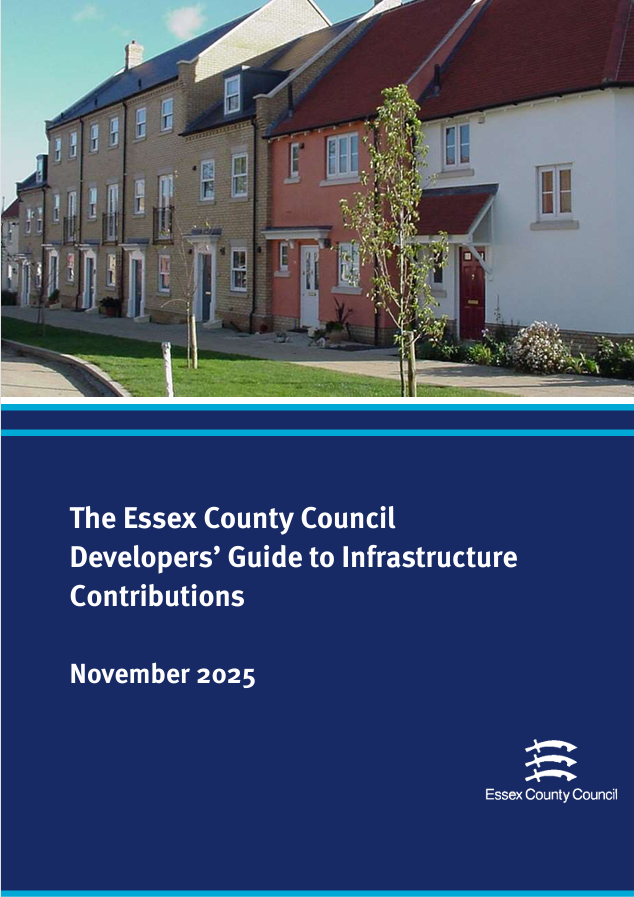 The Essex County Council
Developers’ Guide to Infrastructure
Contributions
November 2025
Essex County Council